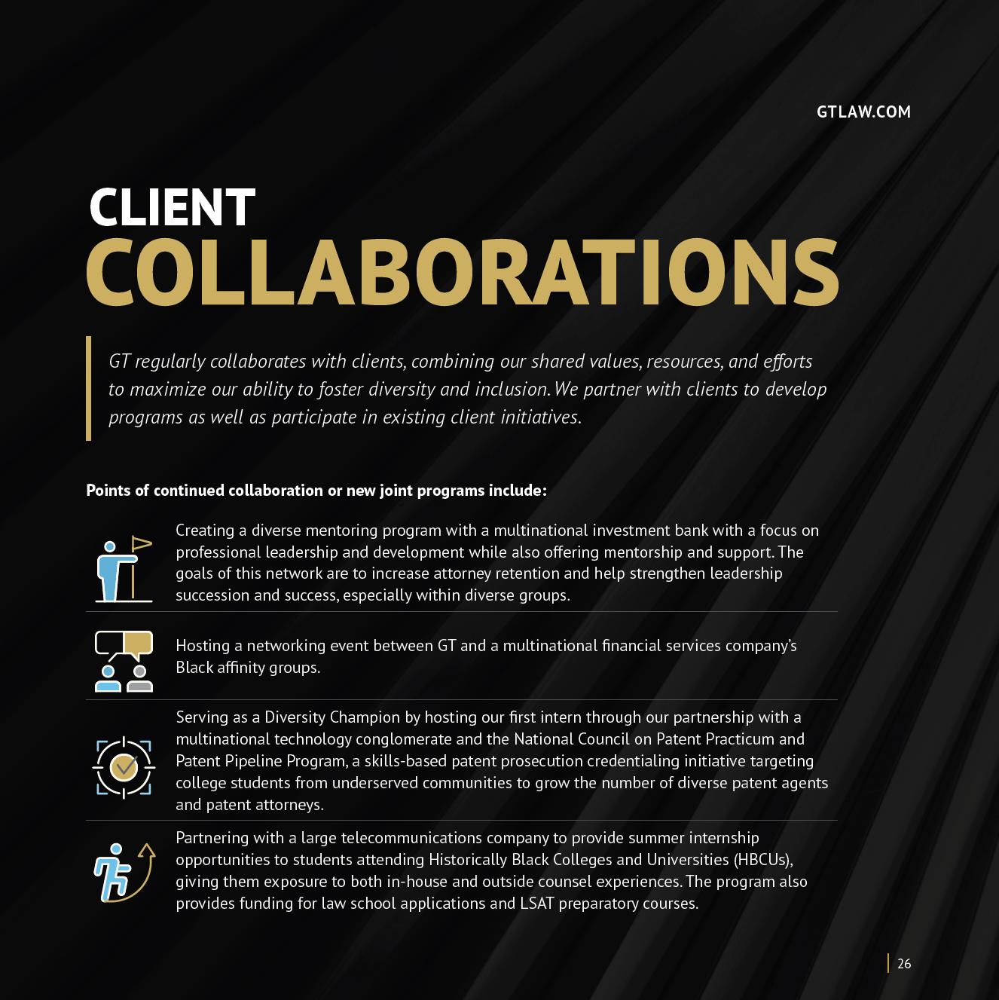 GTLAW.COM
CLIENT
COLLABORATIONS
GT regularly collaborates with clients, combining our shared values, resources, and efforts
to maximize our ability to foster diversity and inclusion. We partner with clients to develop
programs as well as participate in existing client initiatives.
Points of continued collaboration or new joint programs include:
Creating a diverse mentoring program with a multinational investment bank with a focus on
professional leadership and development while also offering mentorship and support. The
goals of this network are to increase attorney retention and help strengthen leadership
succession and success, especially within diverse groups.
Hosting a networking event between GT and a multinational financial services company’s
Black affinity groups.
Serving as a Diversity Champion by hosting our first intern through our partnership with a
multinational technology conglomerate and the National Council on Patent Practicum and
Patent Pipeline Program, a skills-based patent prosecution credentialing initiative targeting
college students from underserved communities to grow the number of diverse patent agents
and patent attorneys.
Partnering with a large telecommunications company to provide summer internship
opportunities to students attending Historically Black Colleges and Universities (HBCUs),
giving them exposure to both in-house and outside counsel experiences. The program also
provides funding for law school applications and LSAT preparatory courses.
26